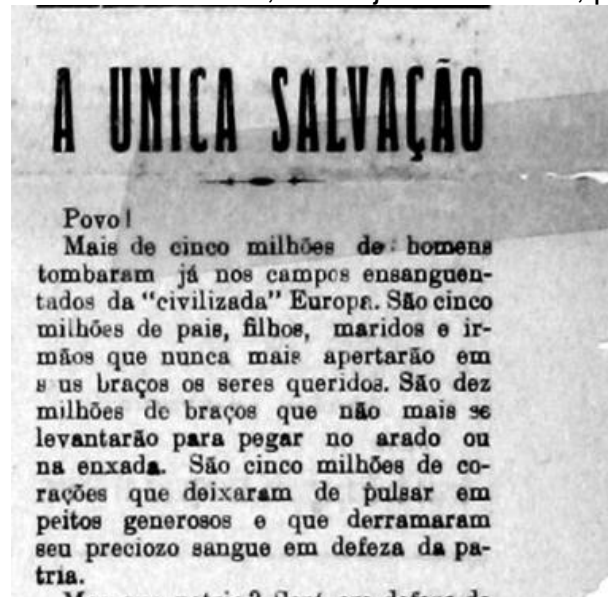 A UNICA SALVAÇÃO
Povo!
Mais de cinco milhões de homens
tombaram já nos campos ensanguen-
tados da "civilizada" Europa. São cinco
milhões de pais, filhos, maridos e ir-
mãos que nunca mais apertarão em
s us braços os seres queridos. São dez
milhões de braços que não mais se
levantarão para pegar no arado ou
na enxada. São cinco milhões de co-
rações que deixaram de pulsar em
peitos generosos e que derramaram
seu preciozo sangue em defeza da pa-
tria.